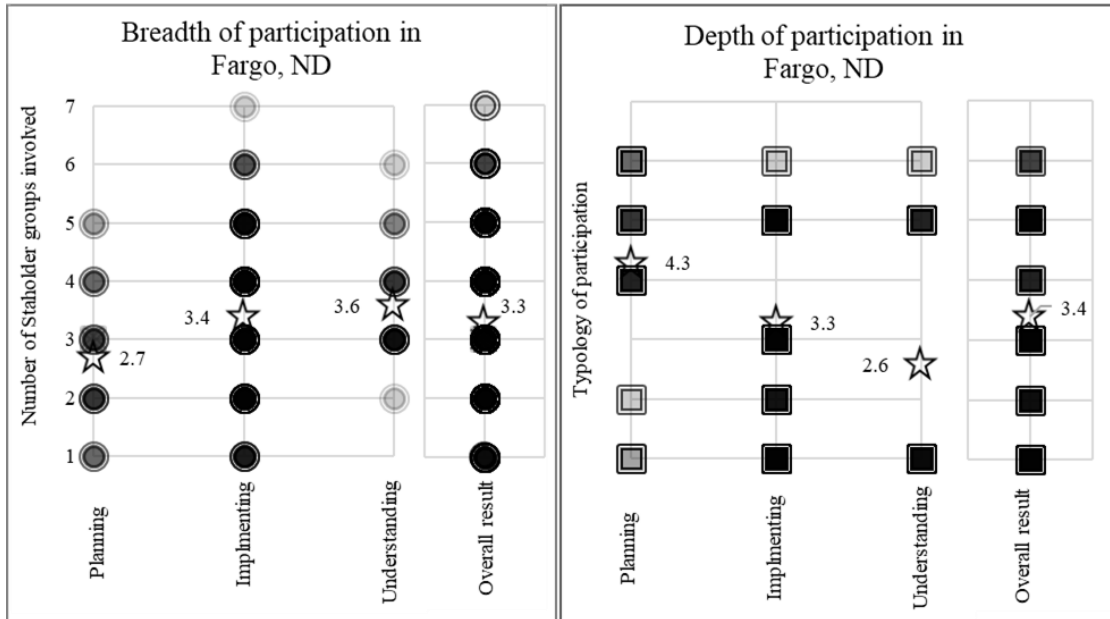 Breadth of participation in
Fargo, ND
Number of Staholder groups involved
7
6
5
4
3
2
1
3.4
3.6
3.3
2.7
Planning
Implmenting
Understanding
Overall result
Depth of participation in
Fargo, ND
Typology of participation
4.3
3.3
3.4
2.6
Planning
Implmenting
Understanding
Overall result